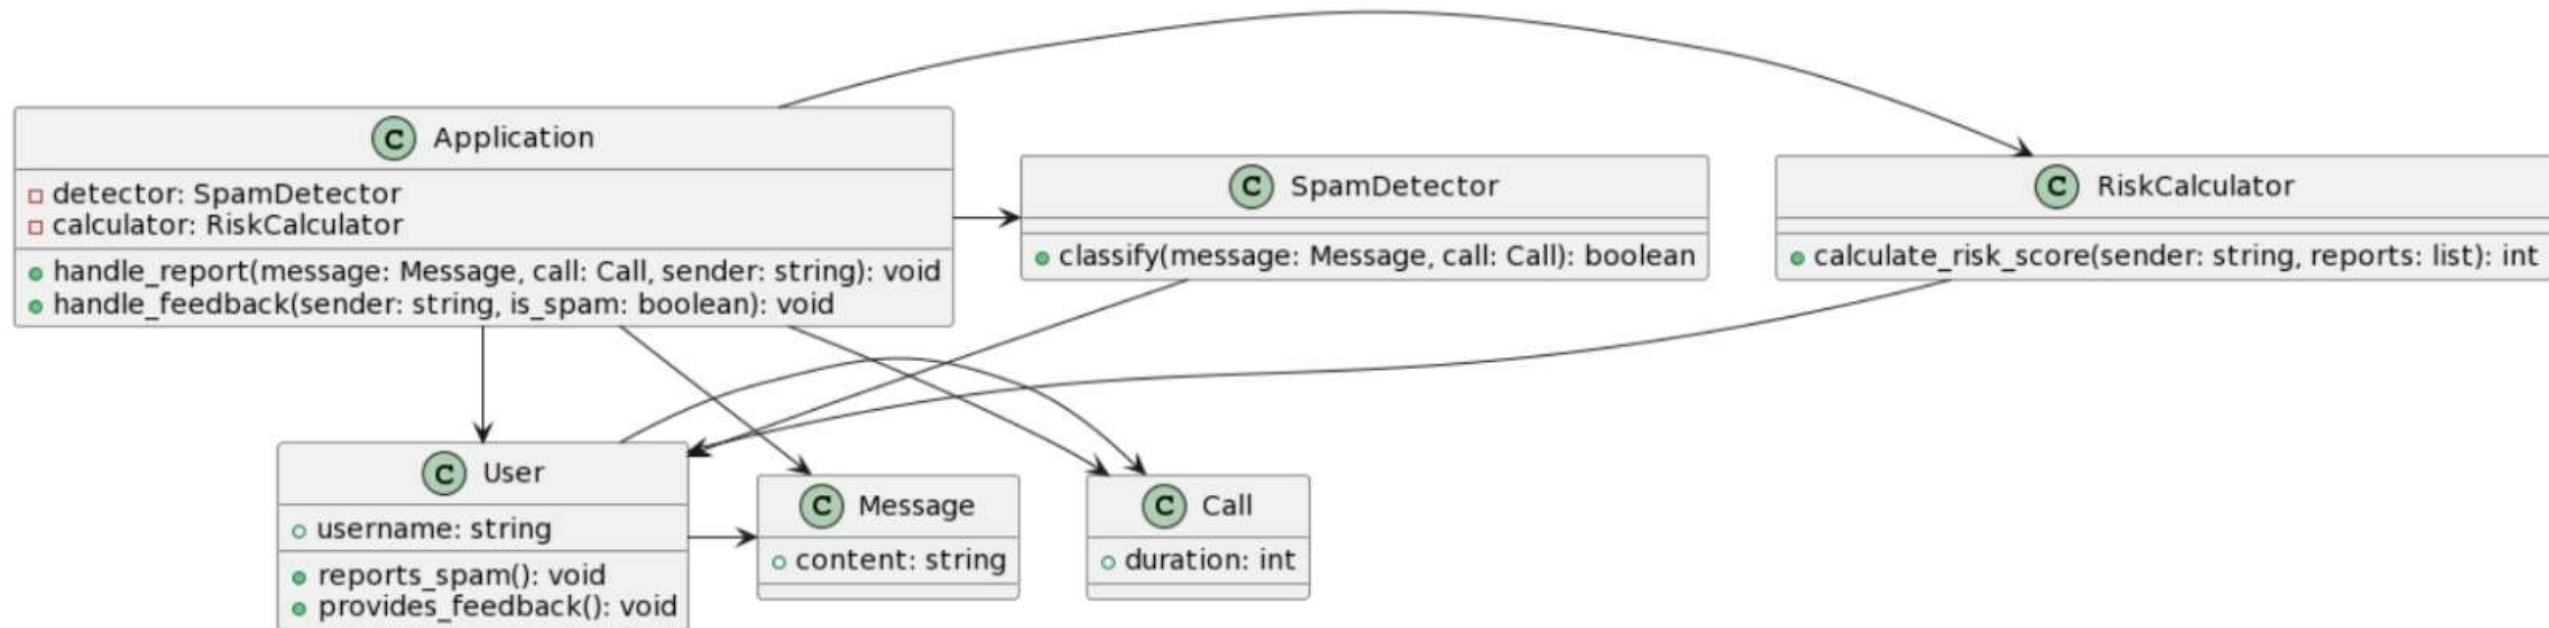 C Application
detector: SpamDetector
calculator: RiskCalculator
handle_report(message: Message, call: Call, sender: string): void
handle_feedback(sender: string, is_spam: boolean): void
C SpamDetector
classify(message: Message, call: Call): boolean
C RiskCalculator
calculate_risk_score(sender: string, reports: list): int
C User
username: string
reports_spam(): void
provides_feedback(): void
C Message
content: string
C Call
duration: int